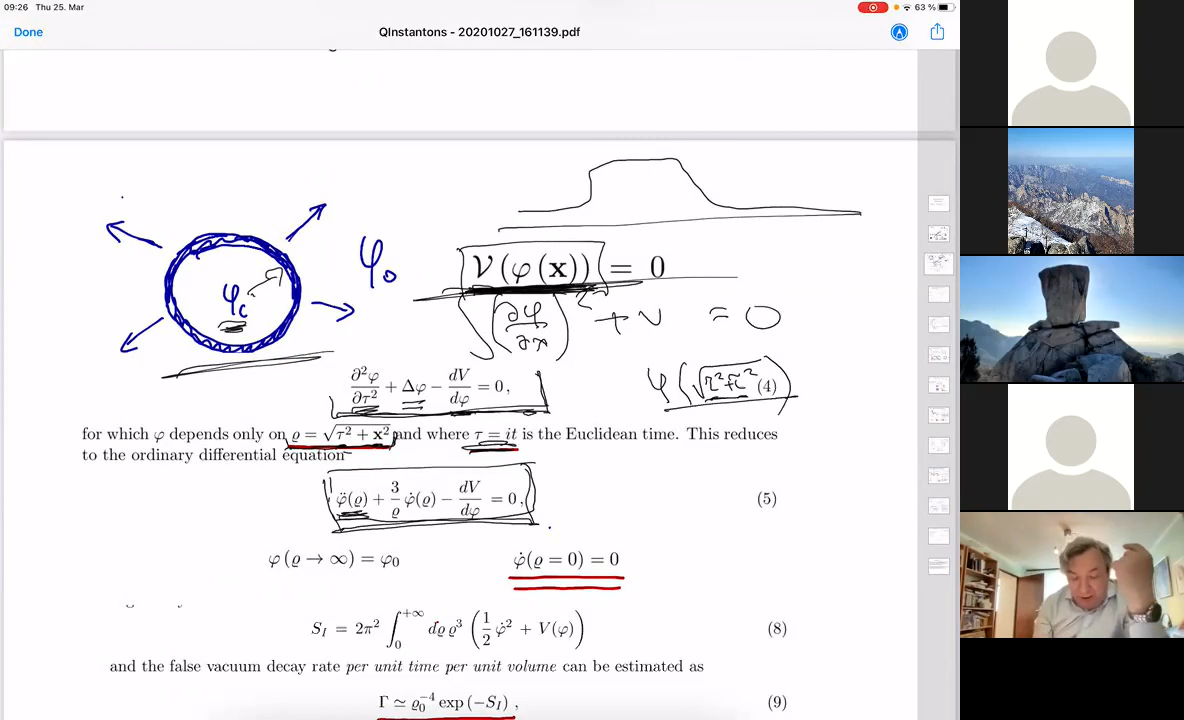 09:26 Thu 25. Mar
63 %
Done
QInstantons - 20201027_161139.pdf
φ₀
φc
V(φ(x)) = 0
(∂φ/∂x)² + V = 0
∂²φ/∂τ² + Δφ − dV/dφ = 0, (4)
for which φ depends only on ϱ = √(τ² + x²) and where τ = it is the Euclidean time. This reduces
to the ordinary differential equation
φ̈(ϱ) + 3/ϱ φ̇(ϱ) − dV/dφ = 0, (5)
φ(ϱ → ∞) = φ₀ φ̇(ϱ = 0) = 0
S_I = 2π² ∫₀^{+∞} dϱ ϱ³ (1/2 φ̇² + V(φ)) (8)
and the false vacuum decay rate per unit time per unit volume can be estimated as
Γ ≃ ϱ₀⁻⁴ exp (−S_I) , (9)